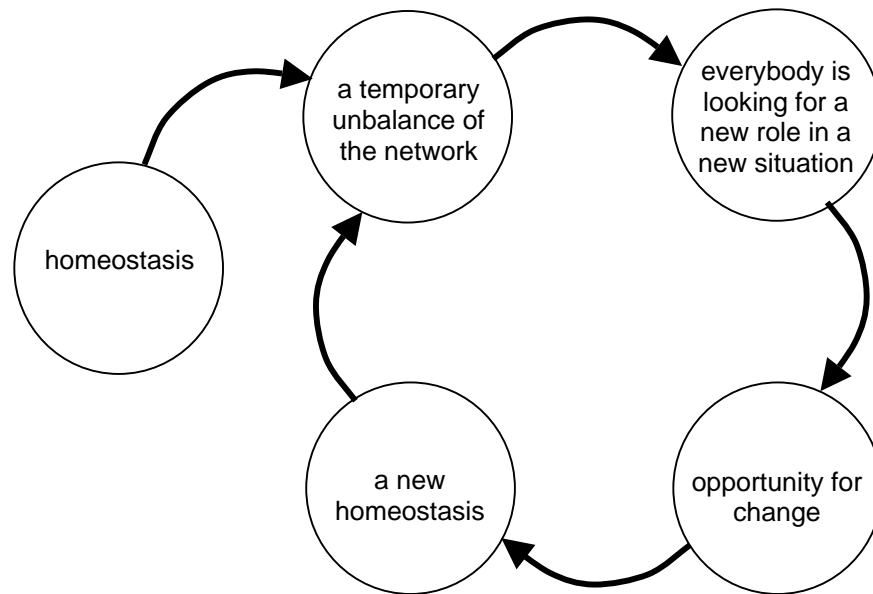 a temporary
unbalance of
the network
everybody is
looking for a
new role in a
new situation
homeostasis
a new
homeostasis
opportunity for
change